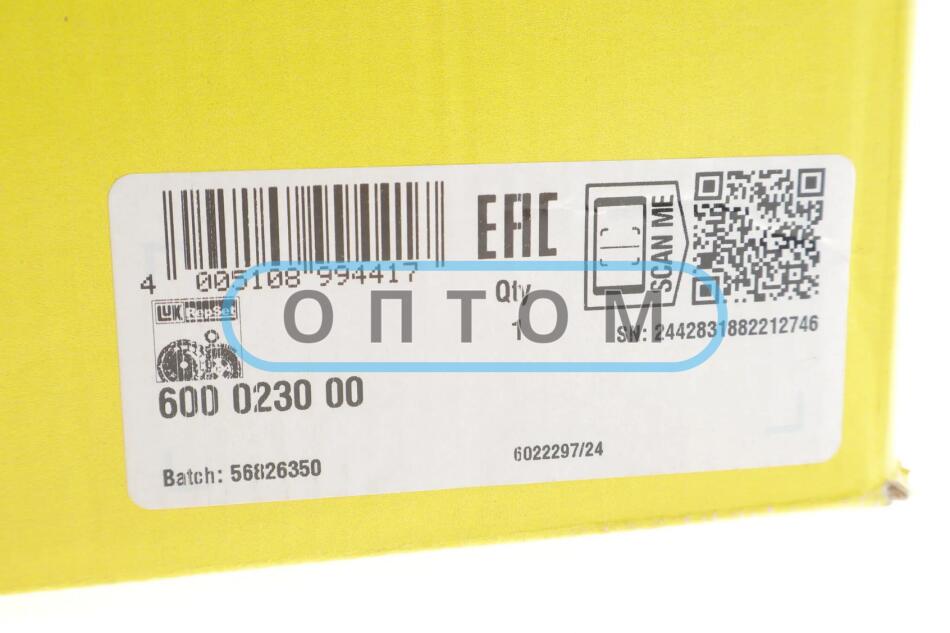 EAC
SCAN ME
4 005108 994417
Qty
1
LUK RepSet
SN: 2442831882212746
ОПТОМ
600 0230 00
Batch: 56826350
6022297/24